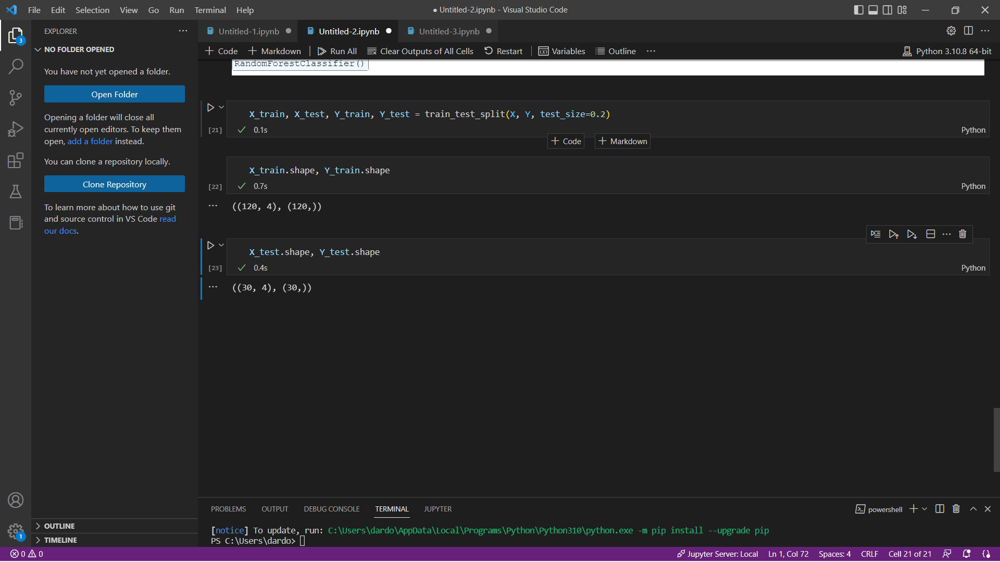 File Edit Selection View Go Run Terminal Help
● Untitled-2.ipynb - Visual Studio Code
EXPLORER
Untitled-1.ipynb
Untitled-2.ipynb
Untitled-3.ipynb
NO FOLDER OPENED
Code Markdown Run All Clear Outputs of All Cells Restart Variables Outline
Python 3.10.8 64-bit
3
You have not yet opened a folder.
Open Folder
Opening a folder will close all
currently open editors. To keep them
open, add a folder instead.
You can clone a repository locally.
Clone Repository
To learn more about how to use git
and source control in VS Code read
our docs.
RandomForestClassifier()
X_train, X_test, Y_train, Y_test = train_test_split(X, Y, test_size=0.2)
[21] 0.1s Python
Code Markdown
X_train.shape, Y_train.shape
[22] 0.7s Python
((120, 4), (120,))
X_test.shape, Y_test.shape
[23] 0.4s Python
((30, 4), (30,))
PROBLEMS OUTPUT DEBUG CONSOLE TERMINAL JUPYTER
powershell
[notice] To update, run: C:\Users\dardo\AppData\Local\Programs\Python\Python310\python.exe -m pip install --upgrade pip
PS C:\Users\dardo>
OUTLINE
1
TIMELINE
0 0
Jupyter Server: Local Ln 1, Col 72 Spaces: 4 CRLF Cell 21 of 21